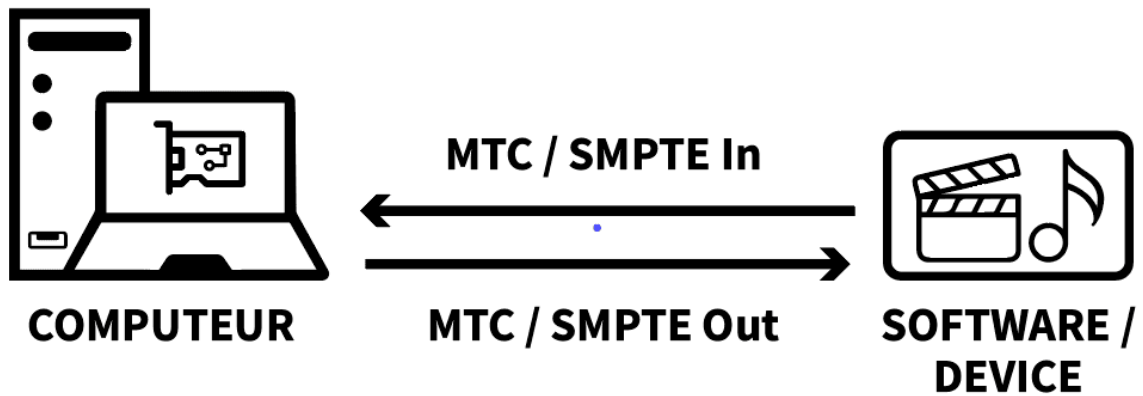 MTC / SMPTE In
MTC / SMPTE Out
COMPUTEUR
SOFTWARE /
DEVICE